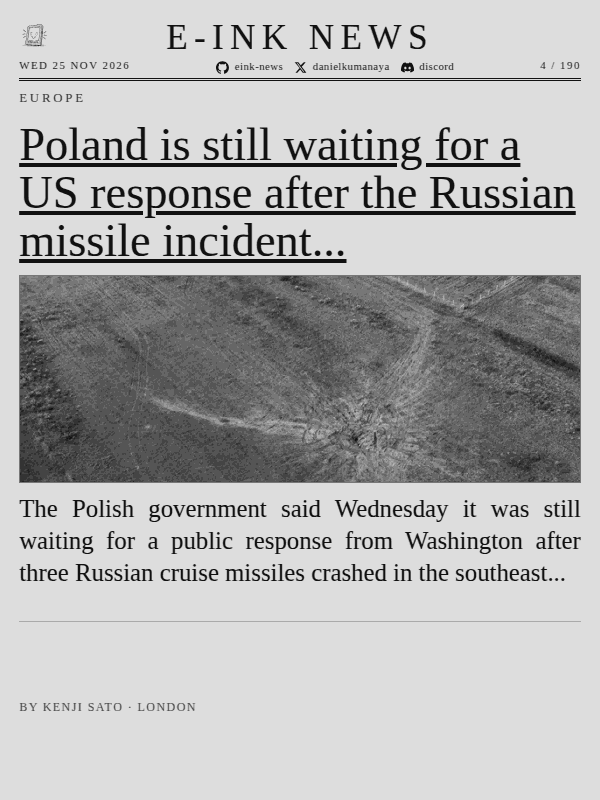 E-INK NEWS
WED 25 NOV 2026
eink-news danielkumanaya discord
4 / 190
EUROPE
Poland is still waiting for a
US response after the Russian
missile incident...
The Polish government said Wednesday it was still
waiting for a public response from Washington after
three Russian cruise missiles crashed in the southeast...
BY KENJI SATO · LONDON